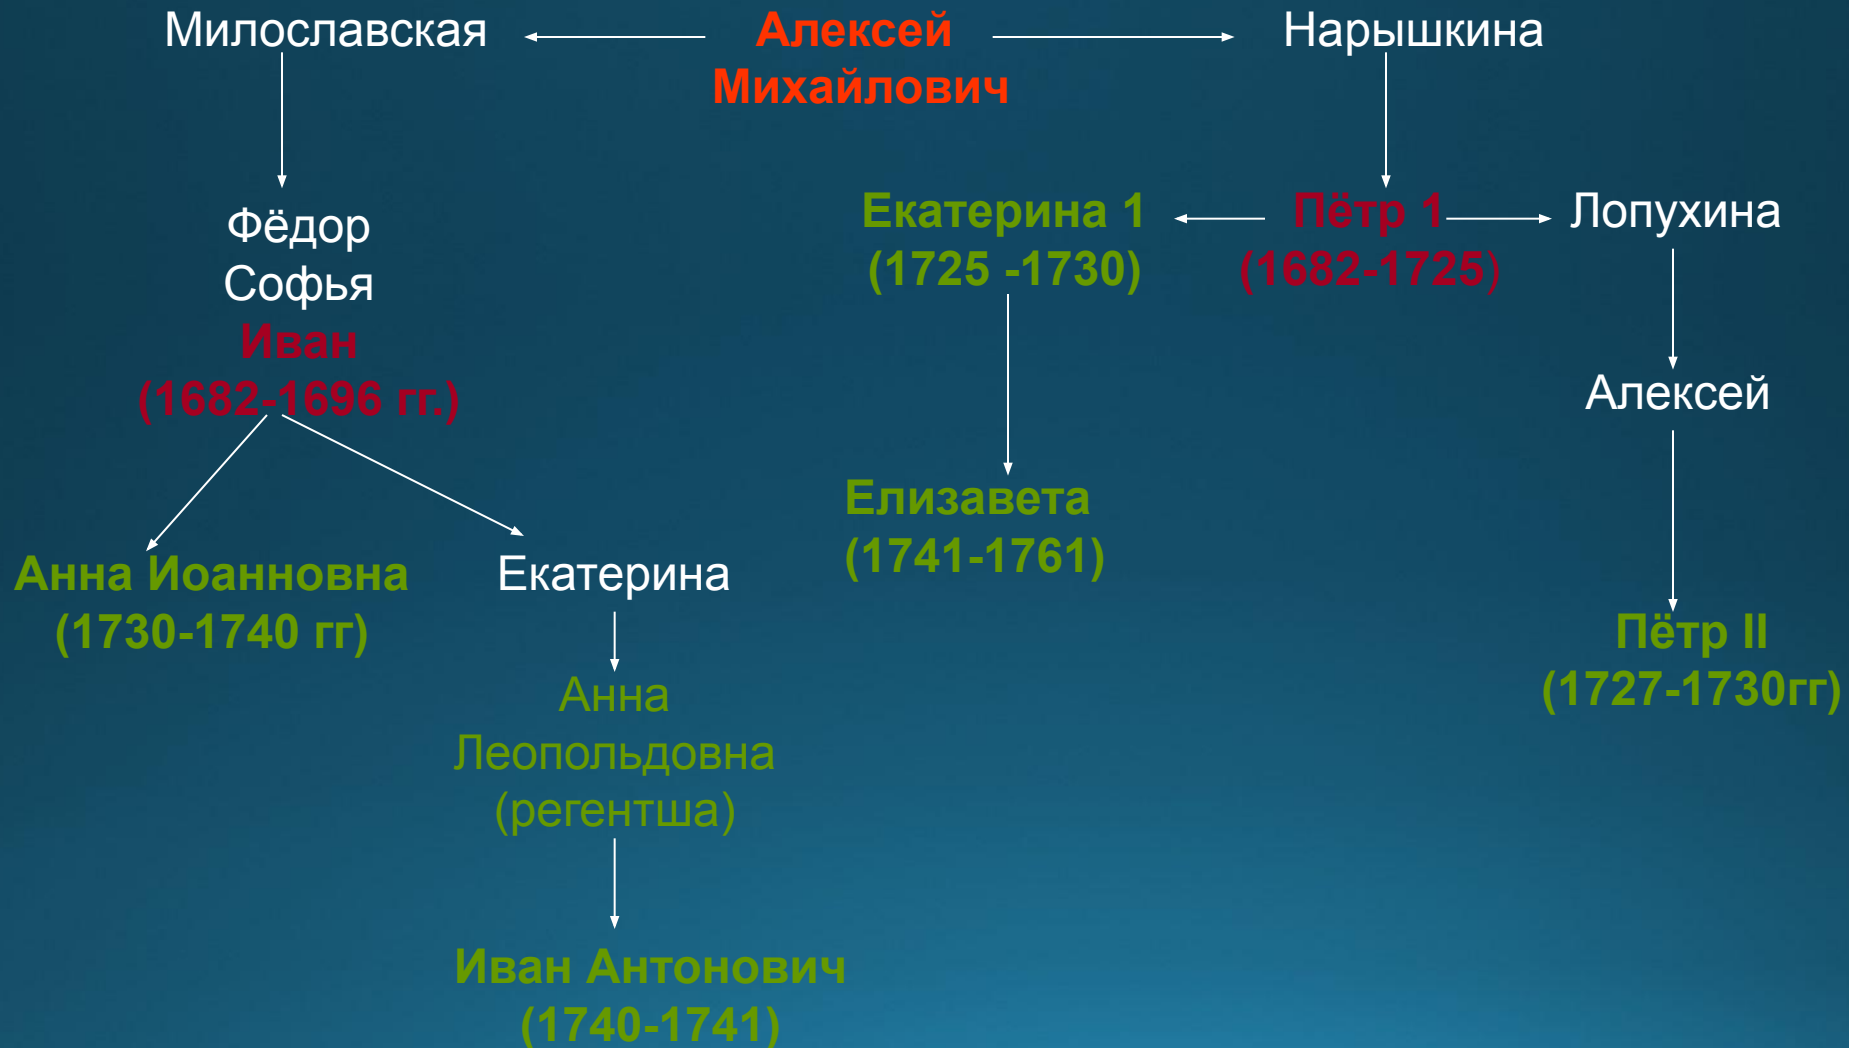 Милославская
Алексей
Михайлович
Нарышкина
Фёдор
Софья
Иван
(1682-1696 гг.)
Екатерина 1
(1725 -1730)
Пётр 1
(1682-1725)
Лопухина
Алексей
Елизавета
(1741-1761)
Анна Иоанновна
(1730-1740 гг)
Екатерина
Пётр II
(1727-1730гг)
Анна
Леопольдовна
(регентша)
Иван Антонович
(1740-1741)